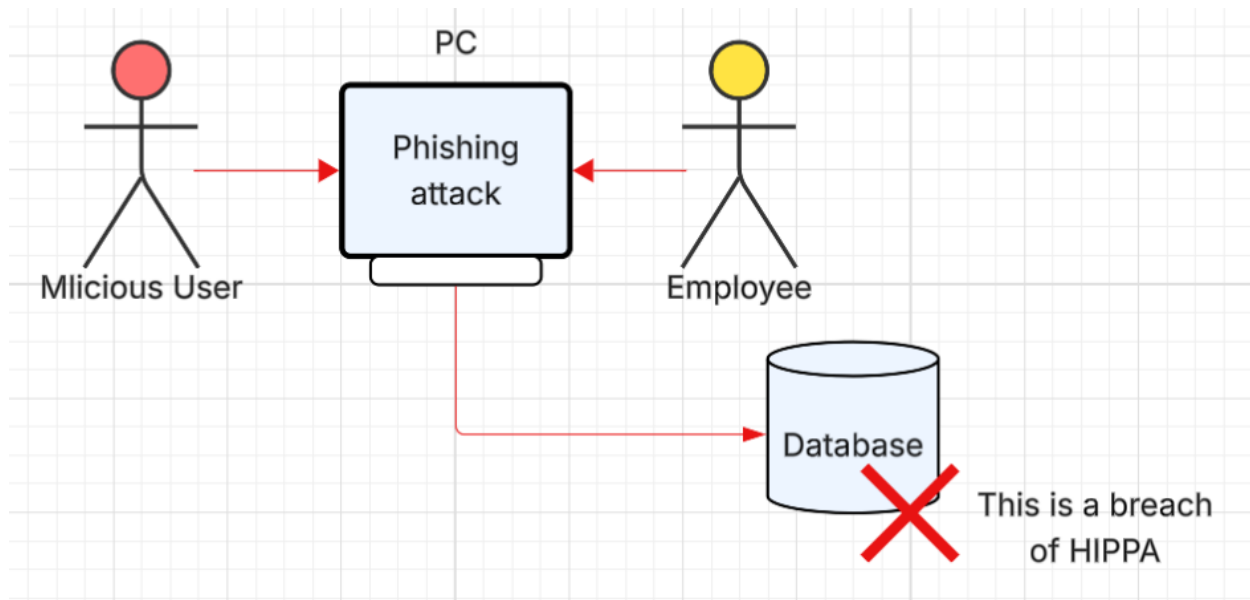 PC
Phishing
attack
Mlicious User
Employee
Database
This is a breach
of HIPPA